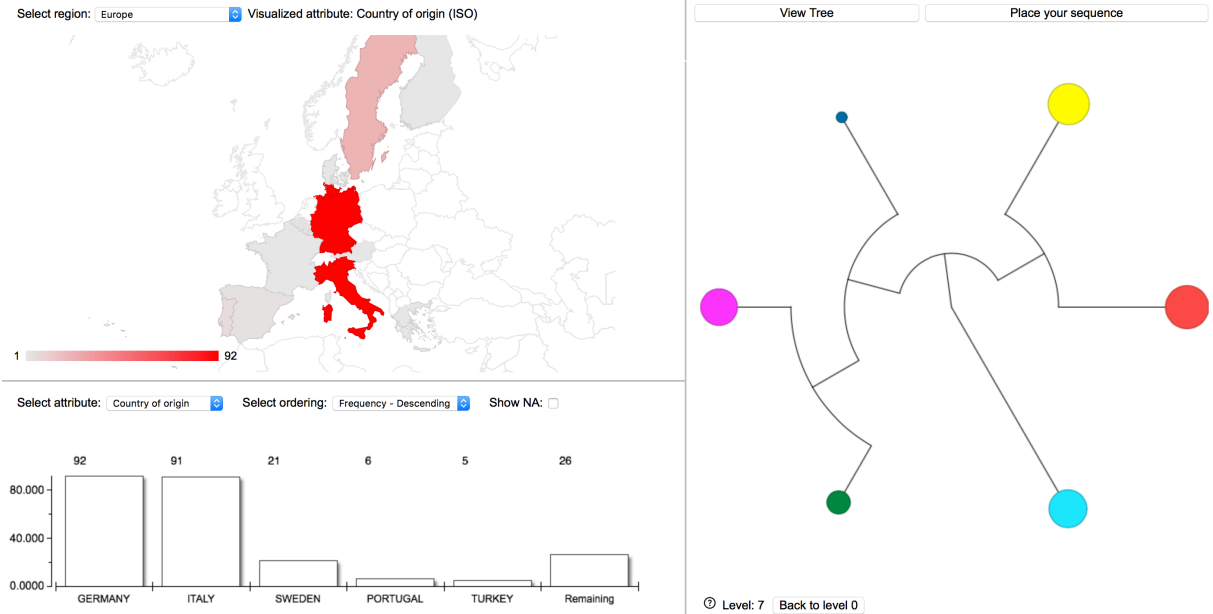 Select region: Europe Visualized attribute: Country of origin (ISO)
View Tree Place your sequence
1 92
Select attribute: Country of origin Select ordering: Frequency - Descending Show NA:
92 91 21 6 5 26
80.000
40.000
0.0000
GERMANY ITALY SWEDEN PORTUGAL TURKEY Remaining
? Level: 7 Back to level 0